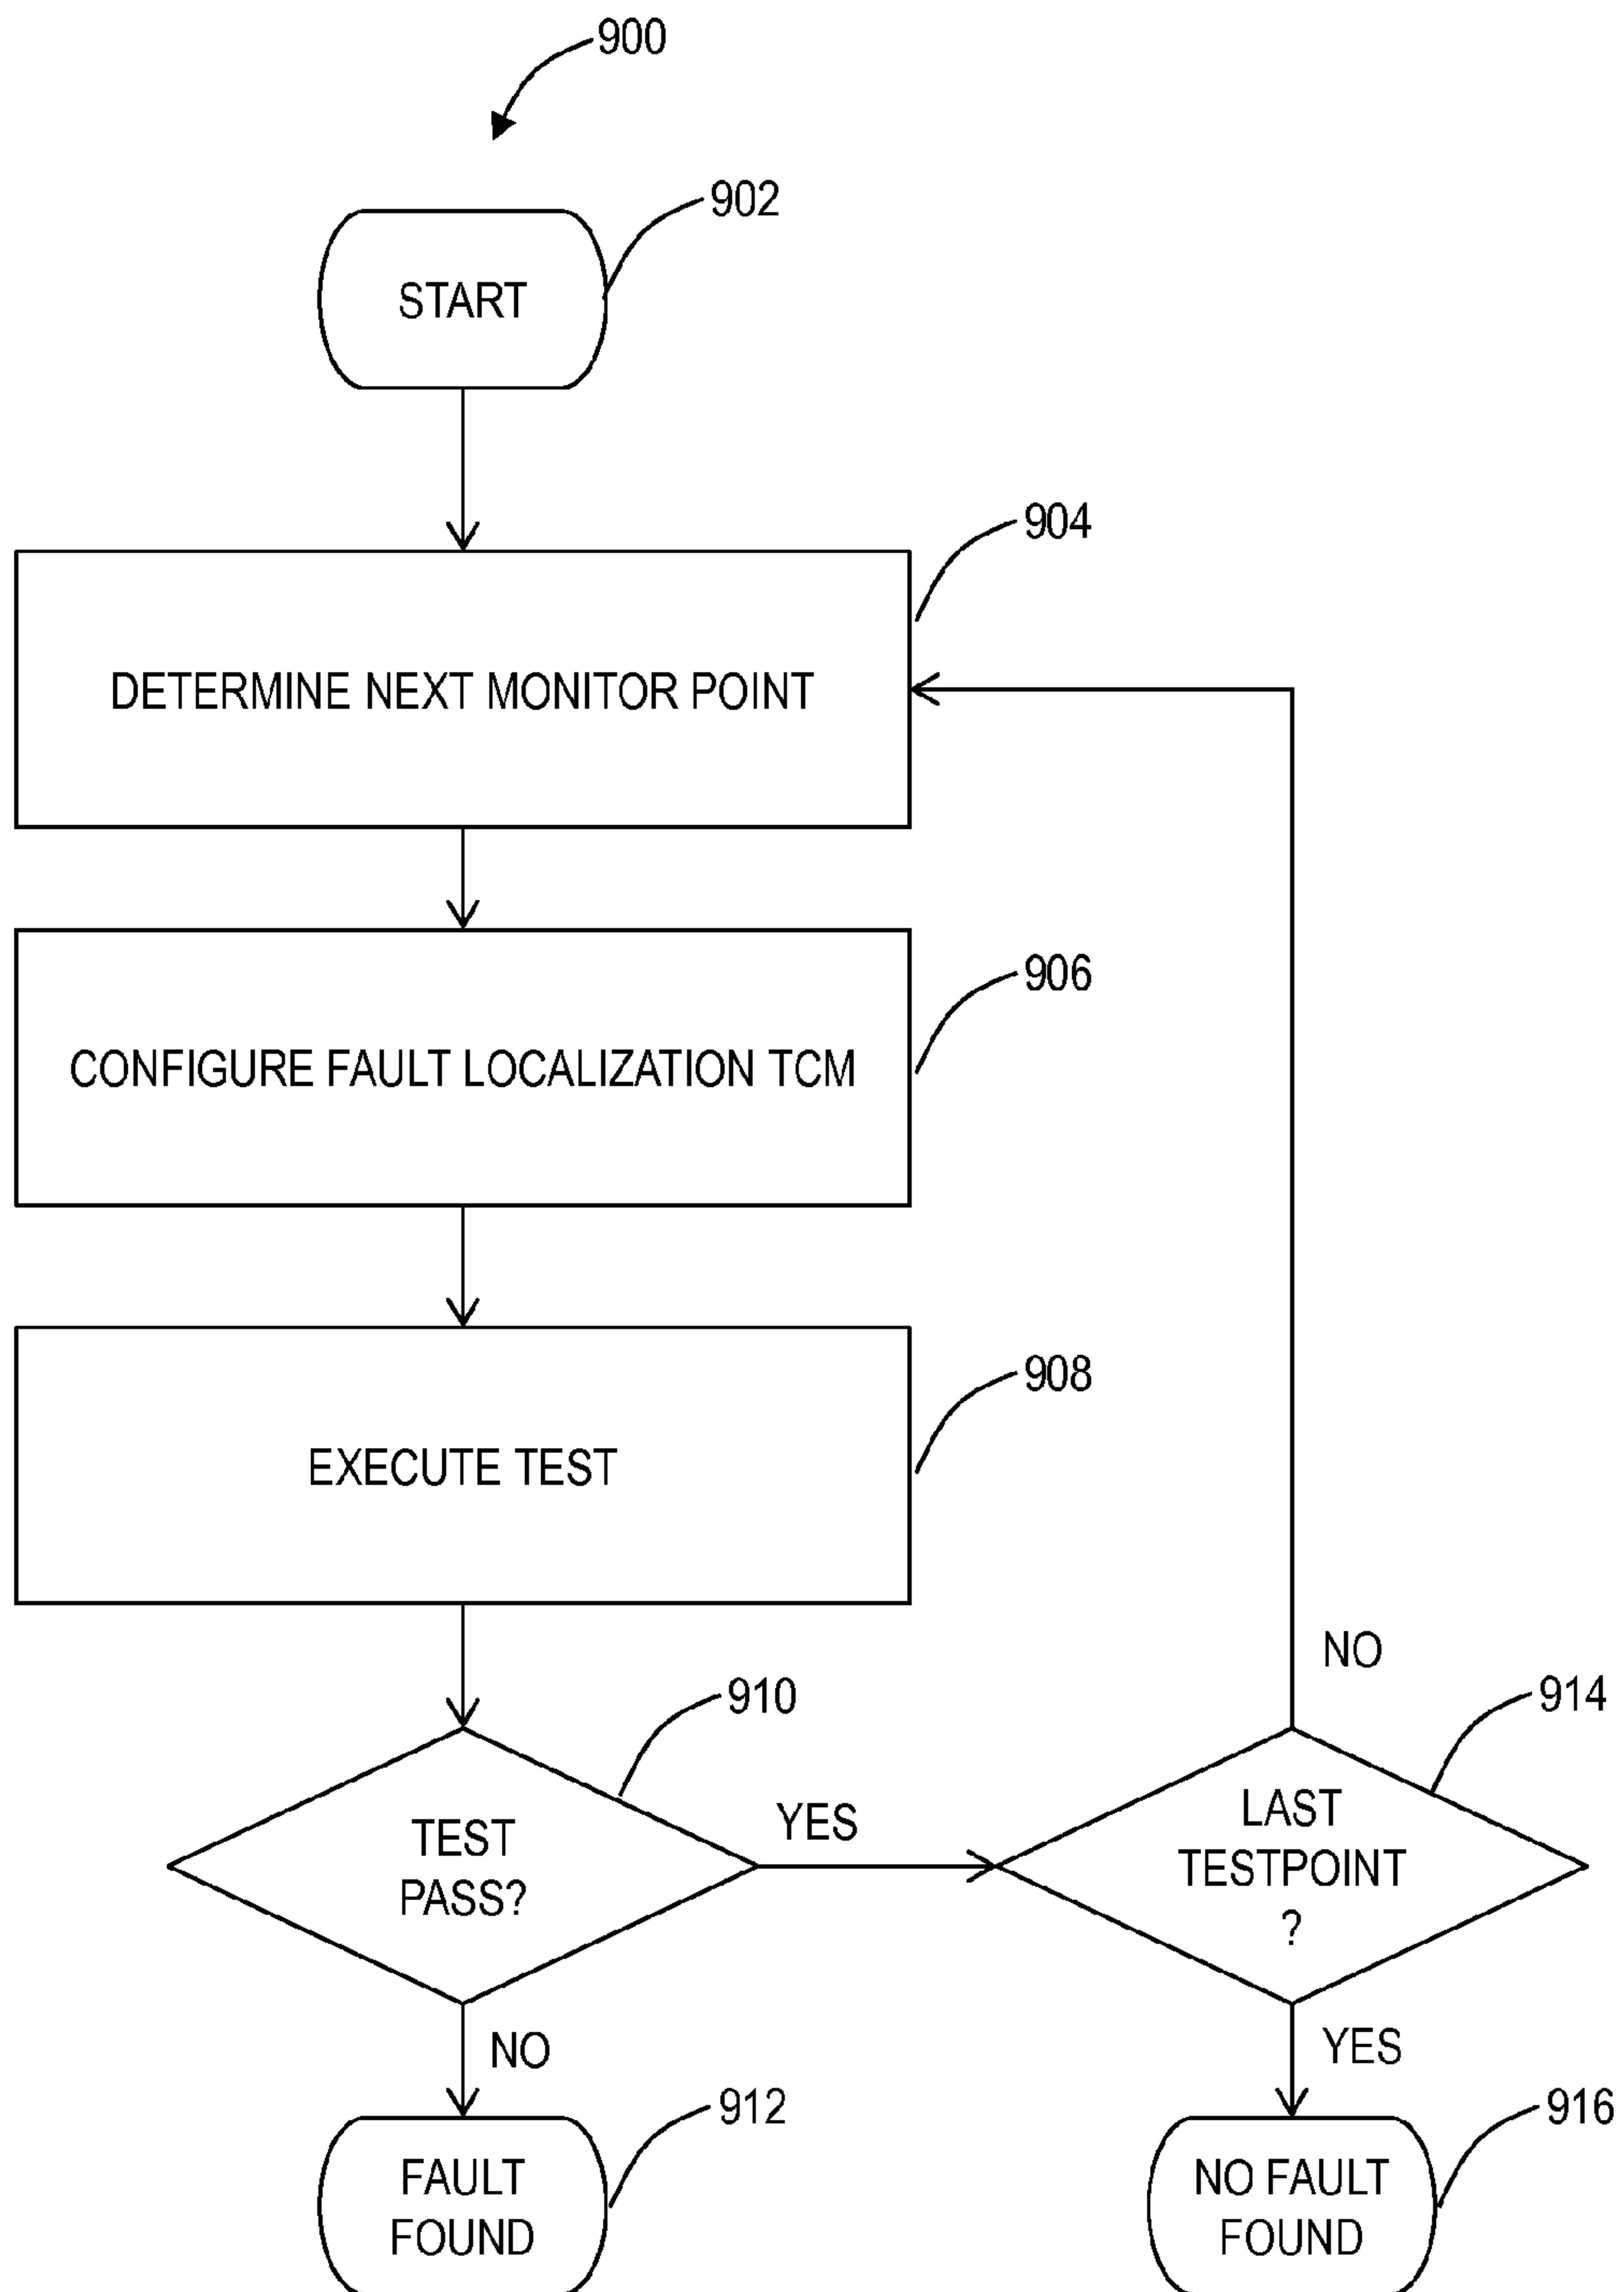 900
902
START
904
DETERMINE NEXT MONITOR POINT
906
CONFIGURE FAULT LOCALIZATION TCM
908
EXECUTE TEST
NO
910
914
TEST
PASS?
YES
LAST
TESTPOINT
?
NO
YES
912
916
FAULT
FOUND
NO FAULT
FOUND